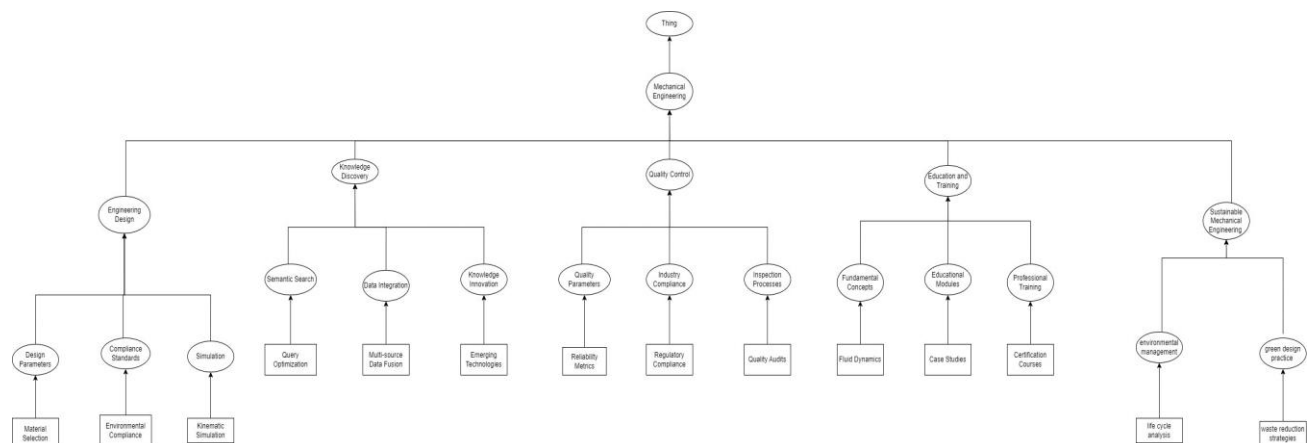 Thing
Mechanical
Engineering
Knowledge
Discovery
Quality Control
Education and
Training
Engineering
Design
Sustainable
Mechanical
Engineering
Semantic Search
Data Integration
Knowledge
Innovation
Quality
Parameters
Industry
Compliance
Inspection
Processes
Fundamental
Concepts
Educational
Modules
Professional
Training
Design
Parameters
Compliance
Standards
Simulation
Query
Optimization
Multi-source
Data Fusion
Emerging
Technologies
Reliability
Metrics
Regulatory
Compliance
Quality Audits
Fluid Dynamics
Case Studies
Certification
Courses
environmental
management
grean design
practice
Material
Selection
Environmental
Compliance
Kinematic
Simulation
life cycle
analysis
waste reduction
strategies